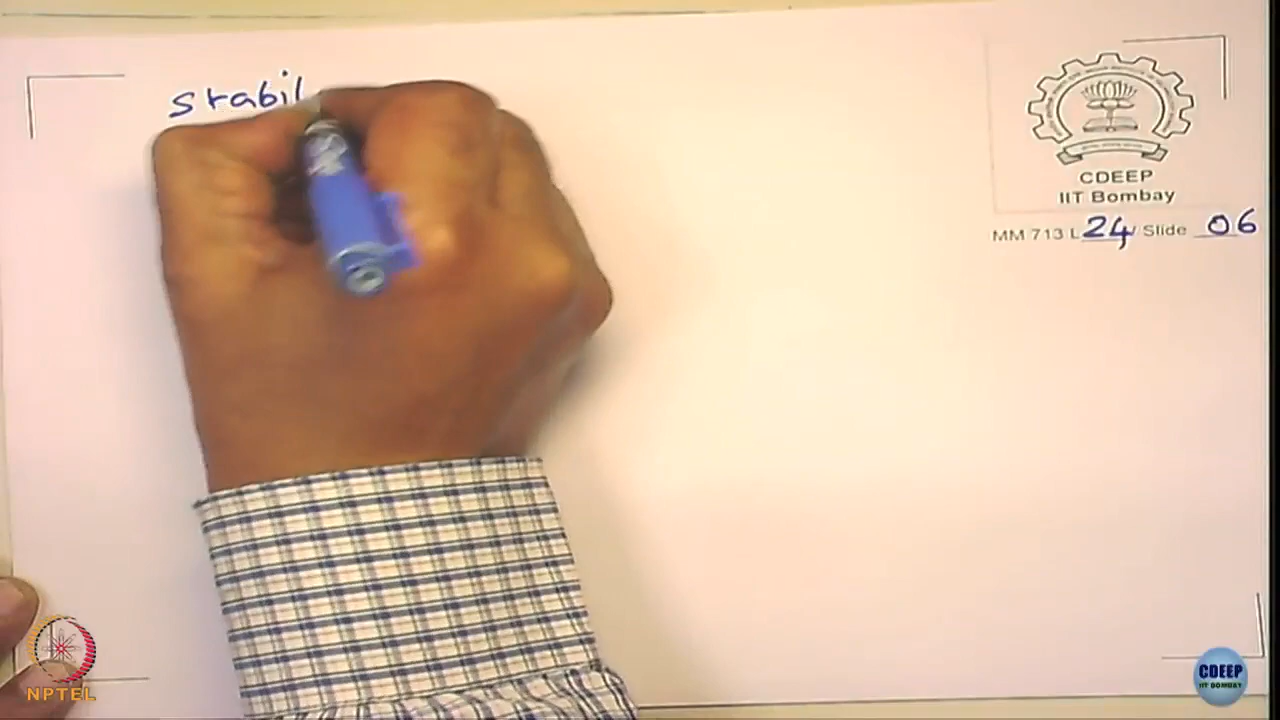 stabil
CDEEP
IIT Bombay
MM 713 L 24 / Slide 06
NPTEL
CDEEP
IIT BOMBAY